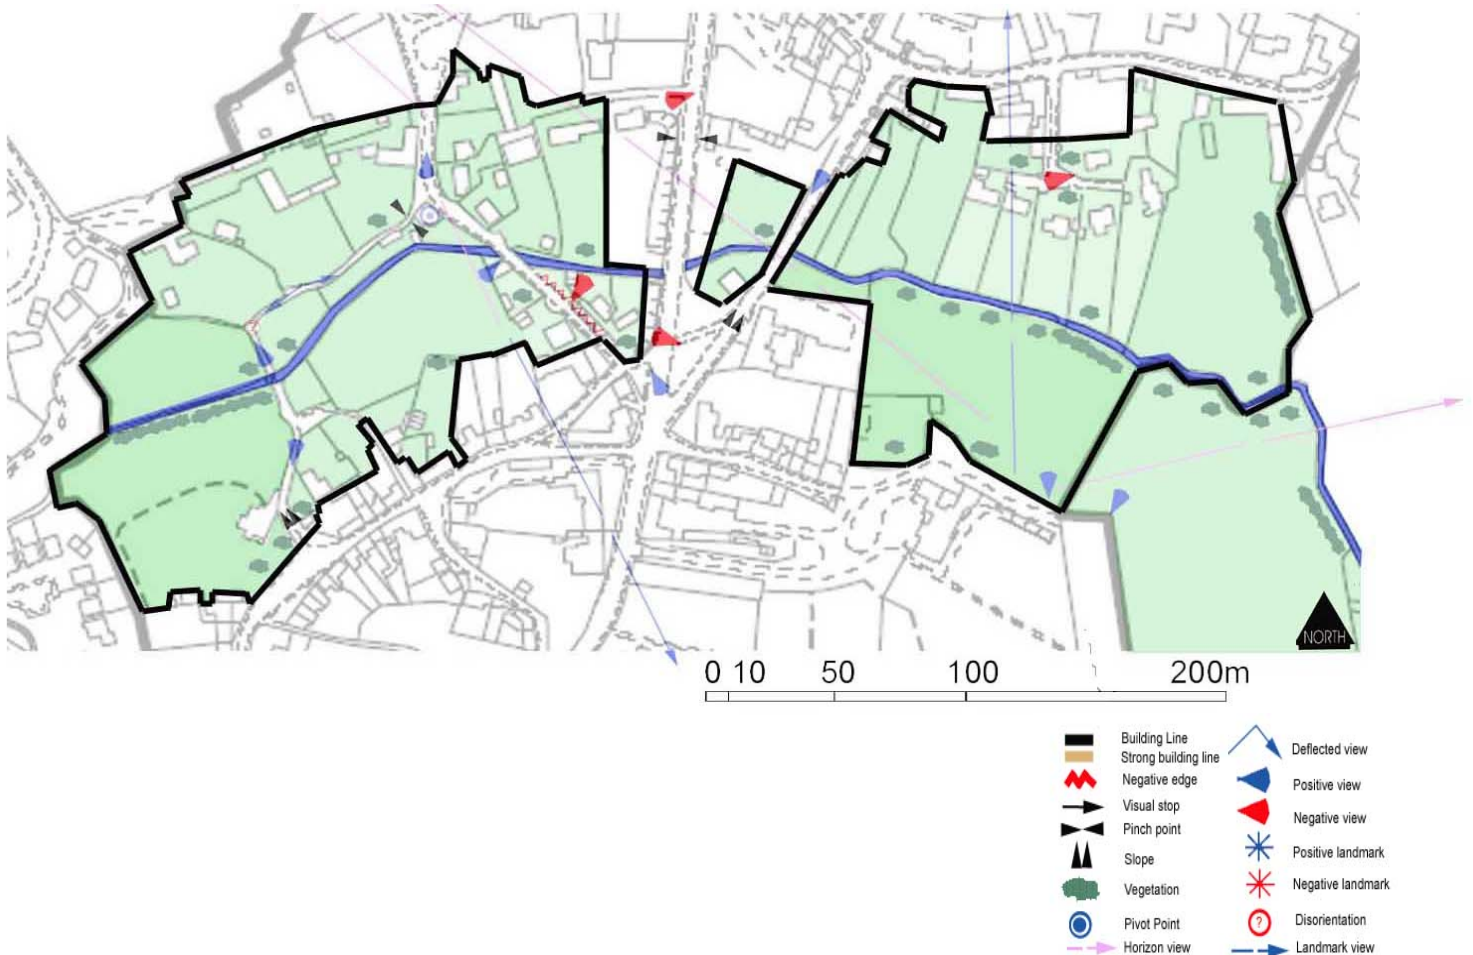 NORTH
0 10 50 100 200m
Building Line
Strong building line
Negative edge
Visual stop
Pinch point
Slope
Vegetation
Pivot Point
Horizon view
Deflected view
Positive view
Negative view
Positive landmark
Negative landmark
?
Disorientation
Landmark view